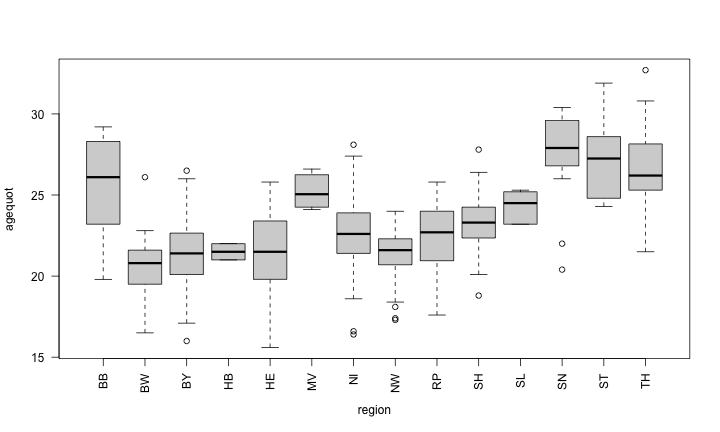 agequot
30
25
20
15
BB BW BY HB HE MV NI NW RP SH SL SN ST TH
region